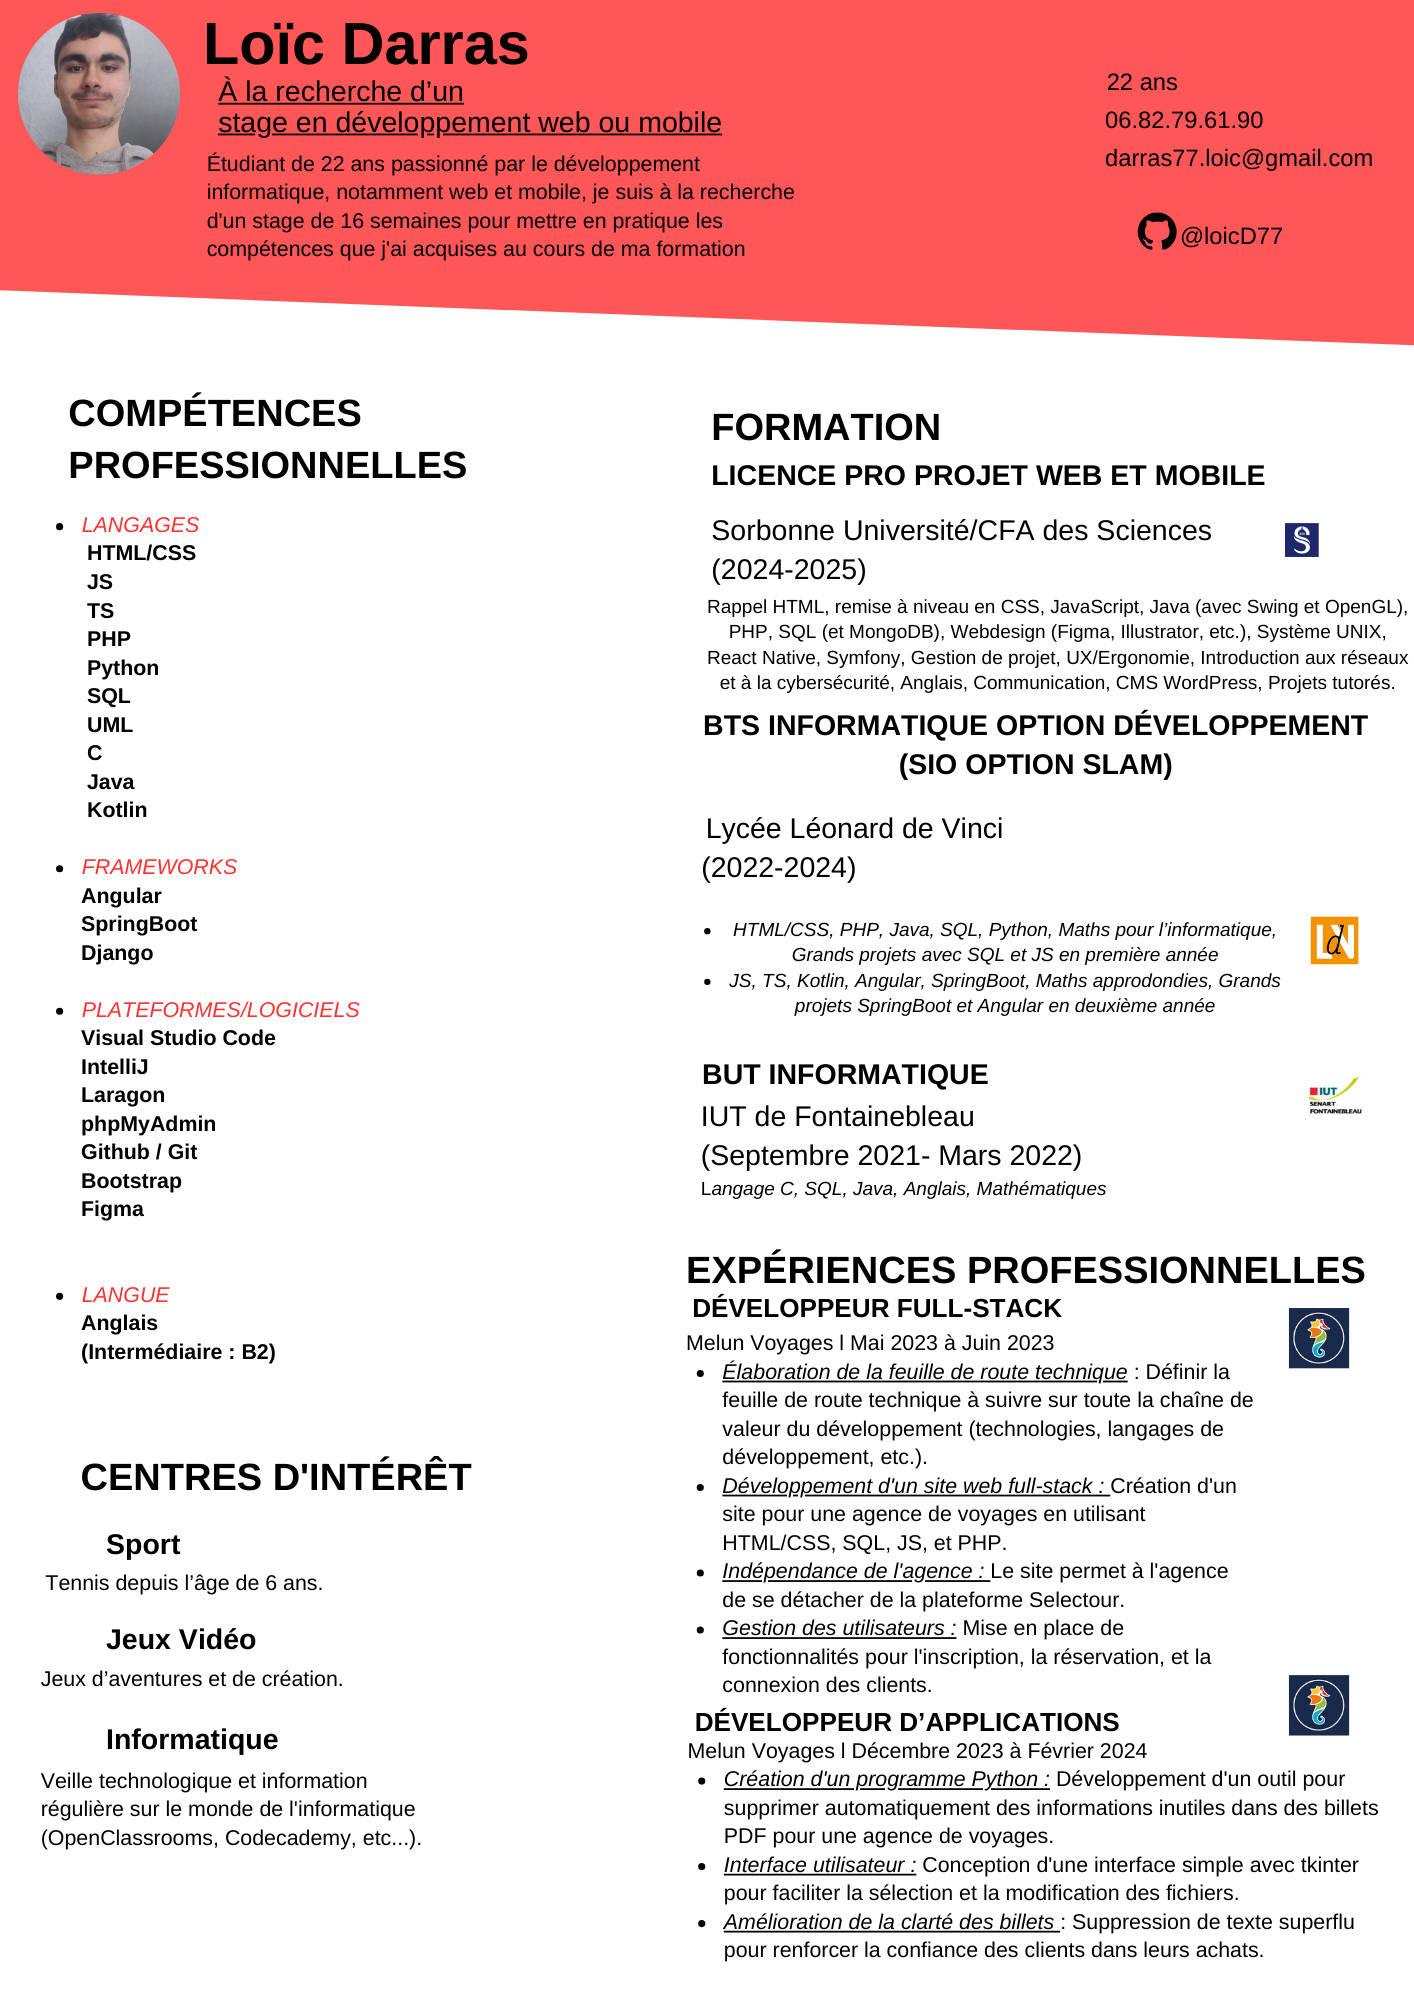 Loïc Darras
À la recherche d’un
stage en développement web ou mobile
Étudiant de 22 ans passionné par le développement
informatique, notamment web et mobile, je suis à la recherche
d'un stage de 16 semaines pour mettre en pratique les
compétences que j'ai acquises au cours de ma formation
22 ans
06.82.79.61.90
darras77.loic@gmail.com
@loicD77
COMPÉTENCES
PROFESSIONNELLES
LANGAGES
HTML/CSS
JS
TS
PHP
Python
SQL
UML
C
Java
Kotlin
FRAMEWORKS
Angular
SpringBoot
Django
PLATEFORMES/LOGICIELS
Visual Studio Code
IntelliJ
Laragon
phpMyAdmin
Github / Git
Bootstrap
Figma
LANGUE
Anglais
(Intermédiaire : B2)
CENTRES D'INTÉRÊT
Sport
Tennis depuis l’âge de 6 ans.
Jeux Vidéo
Jeux d’aventures et de création.
Informatique
Veille technologique et information
régulière sur le monde de l'informatique
(OpenClassrooms, Codecademy, etc...).
FORMATION
LICENCE PRO PROJET WEB ET MOBILE
Sorbonne Université/CFA des Sciences
(2024-2025)
S
Rappel HTML, remise à niveau en CSS, JavaScript, Java (avec Swing et OpenGL),
PHP, SQL (et MongoDB), Webdesign (Figma, Illustrator, etc.), Système UNIX,
React Native, Symfony, Gestion de projet, UX/Ergonomie, Introduction aux réseaux
et à la cybersécurité, Anglais, Communication, CMS WordPress, Projets tutorés.
BTS INFORMATIQUE OPTION DÉVELOPPEMENT
(SIO OPTION SLAM)
Lycée Léonard de Vinci
(2022-2024)
HTML/CSS, PHP, Java, SQL, Python, Maths pour l’informatique,
Grands projets avec SQL et JS en première année
JS, TS, Kotlin, Angular, SpringBoot, Maths approdondies, Grands
projets SpringBoot et Angular en deuxième année
LdV
BUT INFORMATIQUE
IUT de Fontainebleau
(Septembre 2021- Mars 2022)
Langage C, SQL, Java, Anglais, Mathématiques
IUT
SENART
FONTAINEBLEAU
EXPÉRIENCES PROFESSIONNELLES
DÉVELOPPEUR FULL-STACK
Melun Voyages l Mai 2023 à Juin 2023
Élaboration de la feuille de route technique : Définir la
feuille de route technique à suivre sur toute la chaîne de
valeur du développement (technologies, langages de
développement, etc.).
Développement d'un site web full-stack : Création d'un
site pour une agence de voyages en utilisant
HTML/CSS, SQL, JS, et PHP.
Indépendance de l'agence : Le site permet à l'agence
de se détacher de la plateforme Selectour.
Gestion des utilisateurs : Mise en place de
fonctionnalités pour l'inscription, la réservation, et la
connexion des clients.
DÉVELOPPEUR D’APPLICATIONS
Melun Voyages l Décembre 2023 à Février 2024
Création d'un programme Python : Développement d'un outil pour
supprimer automatiquement des informations inutiles dans des billets
PDF pour une agence de voyages.
Interface utilisateur : Conception d'une interface simple avec tkinter
pour faciliter la sélection et la modification des fichiers.
Amélioration de la clarté des billets : Suppression de texte superflu
pour renforcer la confiance des clients dans leurs achats.